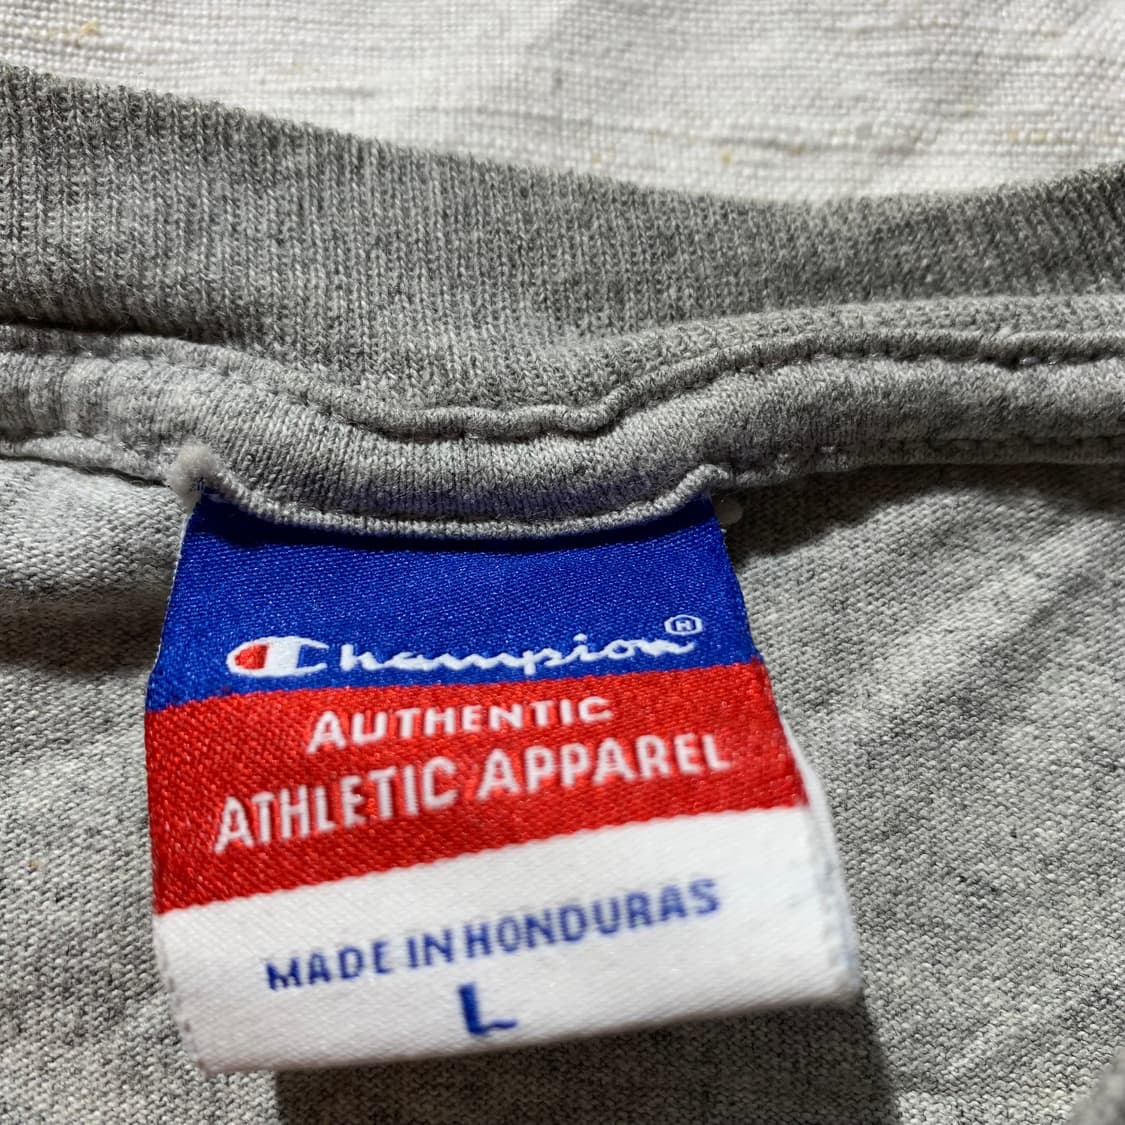 Champion®
AUTHENTIC
ATHLETIC APPAREL
MADE IN HONDURAS
L